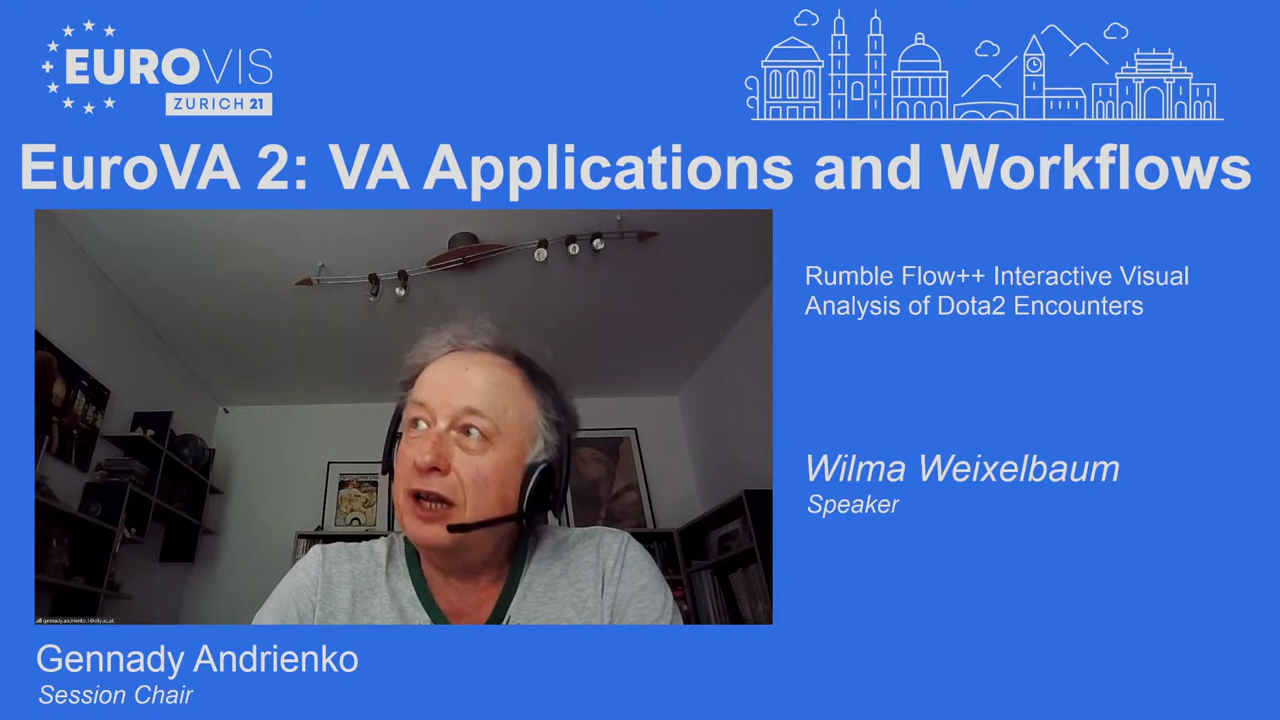 EUROVIS
ZURICH 21
EuroVA 2: VA Applications and Workflows
Rumble Flow++ Interactive Visual
Analysis of Dota2 Encounters
Wilma Weixelbaum
Speaker
Gennady Andrienko
Session Chair